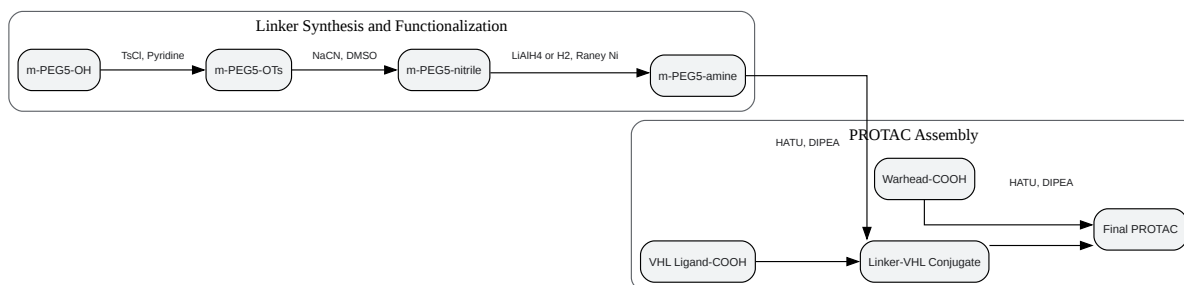 Linker Synthesis and Functionalization
m-PEG5-OH
TsCl, Pyridine
m-PEG5-OTs
NaCN, DMSO
m-PEG5-nitrile
LiAlH4 or H2, Raney Ni
m-PEG5-amine
PROTAC Assembly
HATU, DIPEA
Warhead-COOH
HATU, DIPEA
Final PROTAC
VHL Ligand-COOH
Linker-VHL Conjugate